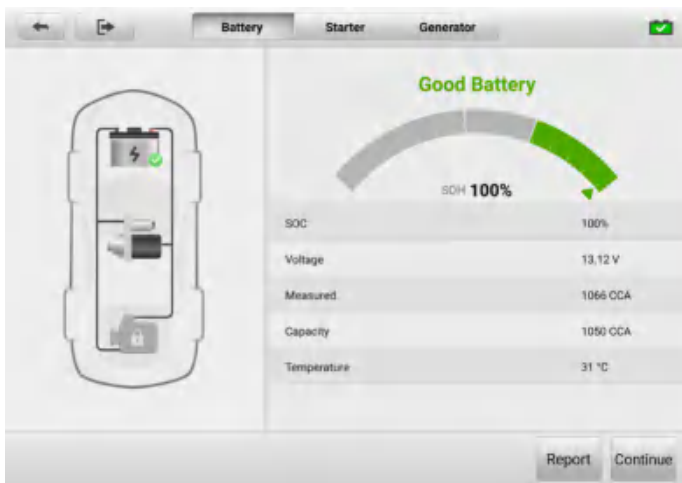 Battery Starter Generator
Good Battery
SOH 100%
SOC 100%
Voltage 13.12 V
Measured 1066 CCA
Capacity 1050 CCA
Temperature 31 °C
Report Continue